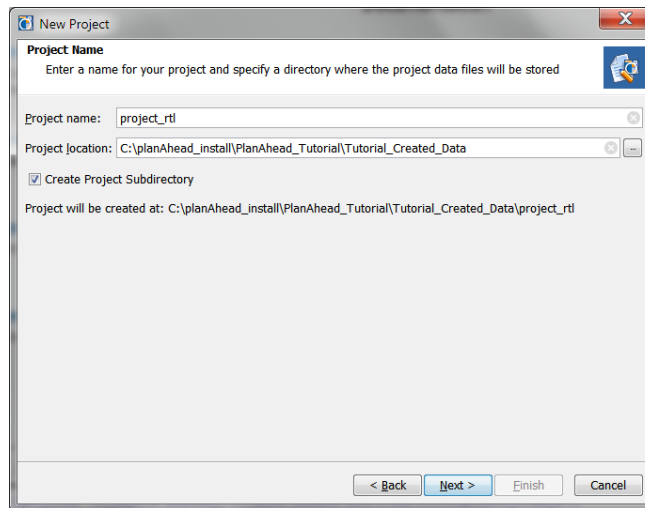 New Project
Project Name
Enter a name for your project and specify a directory where the project data files will be stored
Project name: project_rtl
Project location: C:\planAhead_install\PlanAhead_Tutorial\Tutorial_Created_Data
Create Project Subdirectory
Project will be created at: C:\planAhead_install\PlanAhead_Tutorial\Tutorial_Created_Data\project_rtl
< Back Next > Finish Cancel